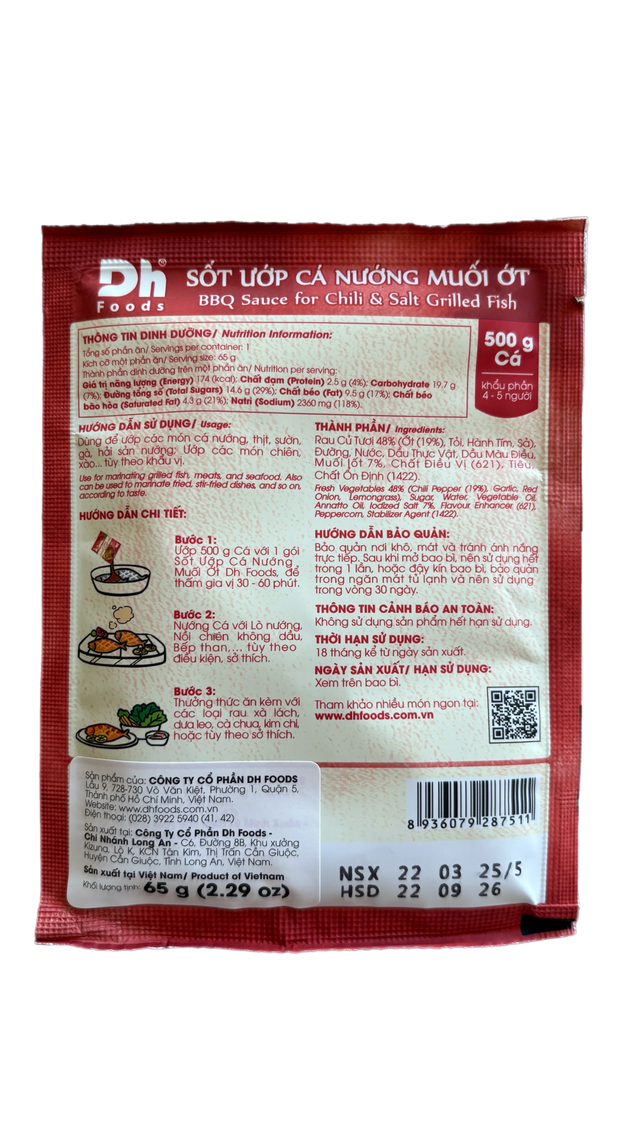 Dh ®
Foods
SỐT ƯỚP CÁ NƯỚNG MUỐI ỚT
BBQ Sauce for Chili & Salt Grilled Fish
500 g
Cá
khẩu phần
4 - 5 người
THÔNG TIN DINH DƯỠNG/ Nutrition Information:
Tổng số phần ăn/ Servings per container: 1
Kích cỡ một phần ăn/ Serving size: 65 g
Thành phần dinh dưỡng trên một phần ăn/ Nutrition per serving:
Giá trị năng lượng (Energy) 174 (kcal); Chất đạm (Protein) 2.5 g (4%); Carbohydrate 19.7 g
(7%); Đường tổng số (Total Sugars) 14.6 g (29%); Chất béo (Fat) 9.5 g (17%); Chất béo
bão hòa (Saturated Fat) 4.3 g (21%); Natri (Sodium) 2360 mg (118%).
HƯỚNG DẪN SỬ DỤNG/ Usage:
Dùng để ướp các món cá nướng, thịt, sườn,
gà, hải sản nướng; Ướp các món chiên,
xào... tùy theo khẩu vị.
Use for marinating grilled fish, meats, and seafood. Also
can be used to marinate fried, stir-fried dishes, and so on,
according to taste.
HƯỚNG DẪN CHI TIẾT:
Bước 1:
Ướp 500 g Cá với 1 gói
Sốt Ướp Cá Nướng
Muối Ớt Dh Foods, để
thấm gia vị 30 - 60 phút.
Bước 2:
Nướng Cá với Lò nướng,
Nồi chiên không dầu,
Bếp than,... tùy theo
điều kiện, sở thích.
Bước 3:
Thưởng thức ăn kèm với
các loại rau xà lách,
dưa leo, cà chua, kim chi,
hoặc tùy theo sở thích.
THÀNH PHẦN/ Ingredients:
Rau Củ Tươi 48% (Ớt (19%), Tỏi, Hành Tím, Sả),
Đường, Nước, Dầu Thực Vật, Dầu Màu Điều,
Muối Iốt 7%, Chất Điều Vị (621), Tiêu,
Chất Ổn Định (1422).
Fresh Vegetables 48% (Chili Pepper (19%), Garlic, Red
Onion, Lemongrass), Sugar, Water, Vegetable Oil,
Annatto Oil, Iodized Salt 7%, Flavour Enhancer (621),
Peppercorn, Stabilizer Agent (1422).
HƯỚNG DẪN BẢO QUẢN:
Bảo quản nơi khô, mát và tránh ánh nắng
trực tiếp. Sau khi mở bao bì, nên sử dụng hết
trong 1 lần, hoặc đậy kín bao bì, bảo quản
trong ngăn mát tủ lạnh và nên sử dụng
trong vòng 30 ngày.
THÔNG TIN CẢNH BÁO AN TOÀN:
Không sử dụng sản phẩm hết hạn sử dụng.
THỜI HẠN SỬ DỤNG:
18 tháng kể từ ngày sản xuất.
NGÀY SẢN XUẤT/ HẠN SỬ DỤNG:
Xem trên bao bì.
Tham khảo nhiều món ngon tại:
www.dhfoods.com.vn
Sản phẩm của: CÔNG TY CỔ PHẦN DH FOODS
Lầu 9, 728-730 Võ Văn Kiệt, Phường 1, Quận 5,
Thành phố Hồ Chí Minh, Việt Nam.
Website: www.dhfoods.com.vn
Điện thoại: (028) 3922 5940 (41, 42)
Sản xuất tại: Công Ty Cổ Phần Dh Foods -
Chi Nhánh Long An - C6, Đường 8B, Khu xưởng
Kizuna, Lô K, KCN Tân Kim, Thị Trấn Cần Giuộc,
Huyện Cần Giuộc, Tỉnh Long An, Việt Nam.
Sản xuất tại Việt Nam/ Product of Vietnam
Khối lượng tịnh: 65 g (2.29 oz)
8 936079 287511
NSX 22 03 25/5
HSD 22 09 26